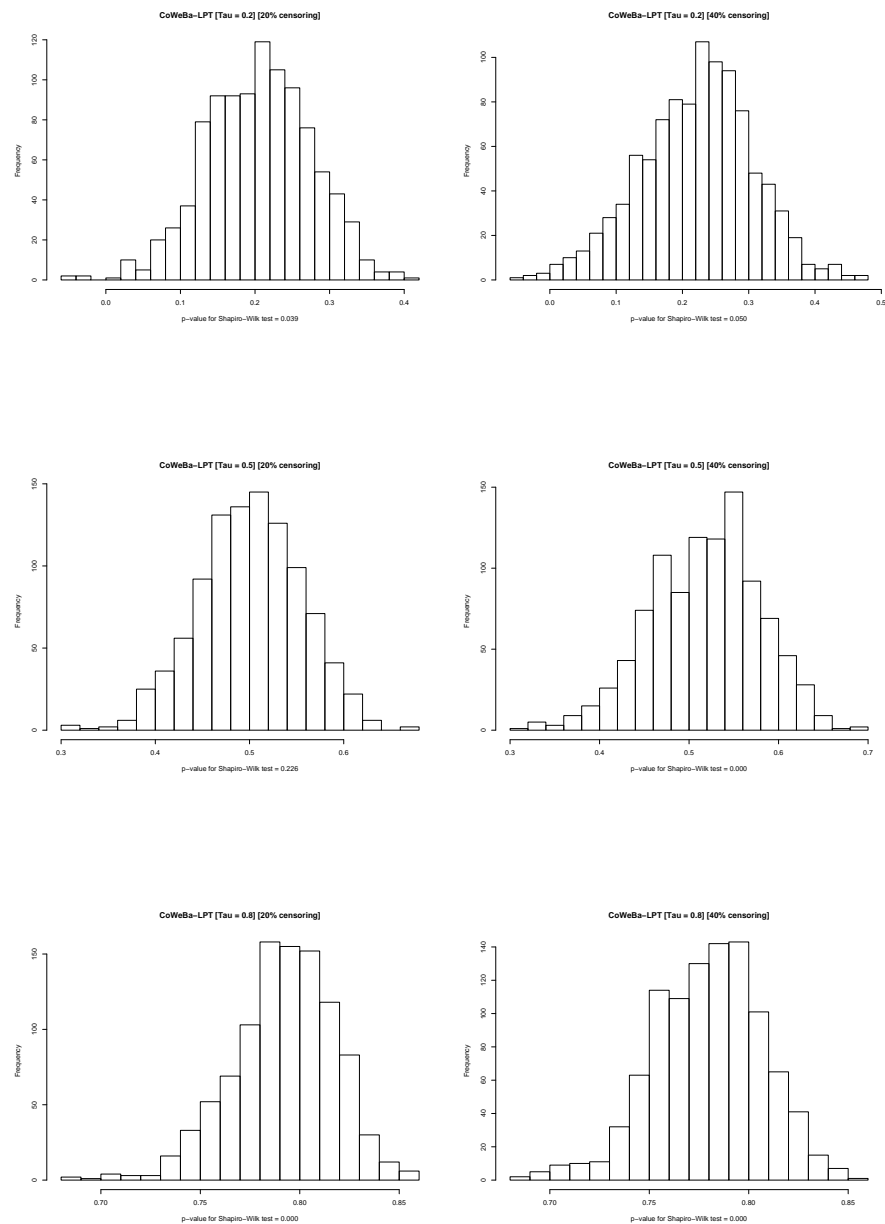 CoWeBa−LPT [Tau = 0.2] [20% censoring]
Frequency
0 20 40 60 80 100 120
0.0 0.1 0.2 0.3 0.4
p−value for Shapiro−Wilk test = 0.039
CoWeBa−LPT [Tau = 0.2] [40% censoring]
Frequency
0 20 40 60 80 100
0.0 0.1 0.2 0.3 0.4 0.5
p−value for Shapiro−Wilk test = 0.050
CoWeBa−LPT [Tau = 0.5] [20% censoring]
Frequency
0 50 100 150
0.3 0.4 0.5 0.6
p−value for Shapiro−Wilk test = 0.226
CoWeBa−LPT [Tau = 0.5] [40% censoring]
Frequency
0 50 100 150
0.3 0.4 0.5 0.6 0.7
p−value for Shapiro−Wilk test = 0.000
CoWeBa−LPT [Tau = 0.8] [20% censoring]
Frequency
0 50 100 150
0.70 0.75 0.80 0.85
p−value for Shapiro−Wilk test = 0.000
CoWeBa−LPT [Tau = 0.8] [40% censoring]
Frequency
0 20 40 60 80 100 120 140
0.70 0.75 0.80 0.85
p−value for Shapiro−Wilk test = 0.000